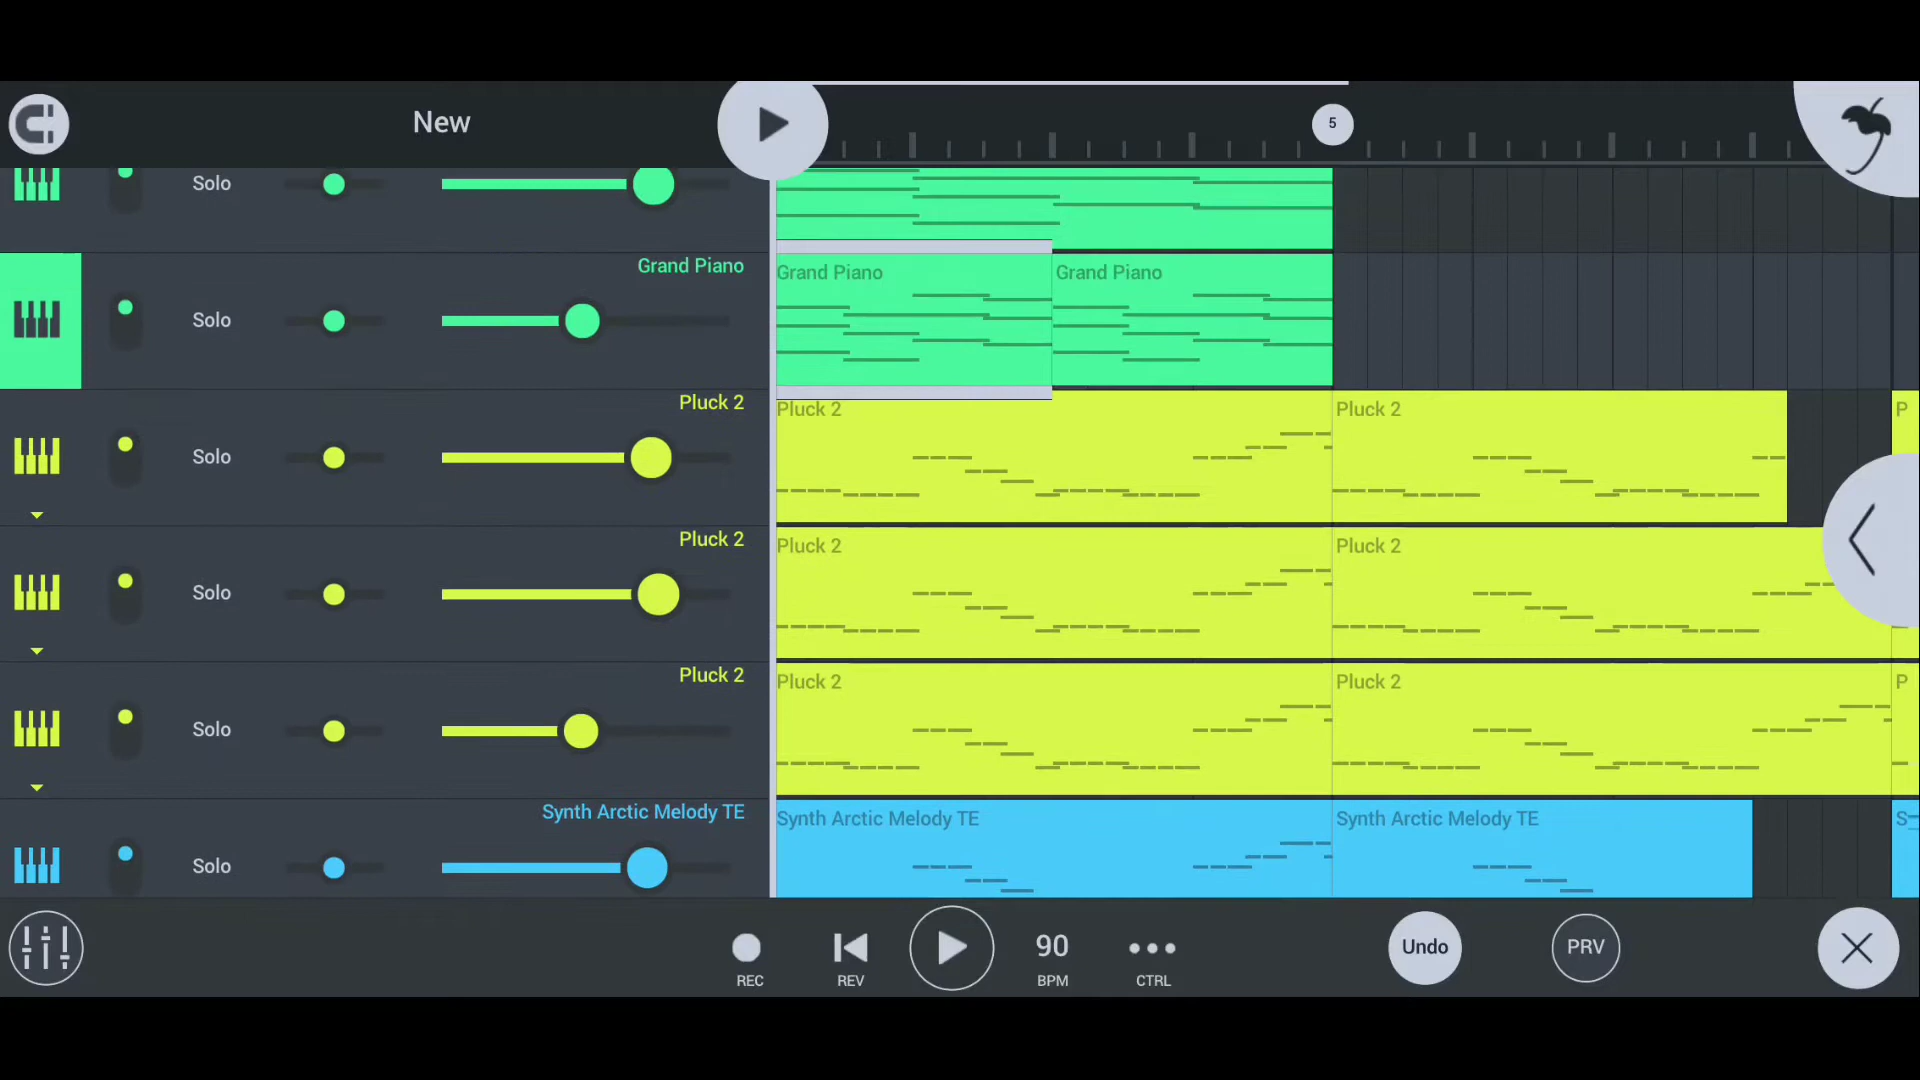 New
5
Solo
Grand Piano
Solo
Grand Piano Grand Piano
Pluck 2
Solo
Pluck 2 Pluck 2 P
Pluck 2
Solo
Pluck 2 Pluck 2
Pluck 2
Solo
Pluck 2 Pluck 2 P
Synth Arctic Melody TE
Solo
Synth Arctic Melody TE Synth Arctic Melody TE S
90 Undo PRV
REC REV BPM CTRL